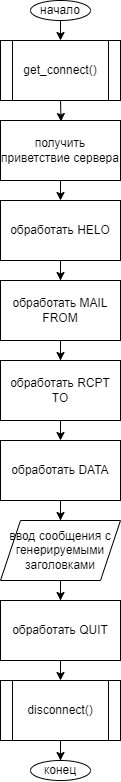 начало
get_connect()
получить
приветствие сервера
обработать HELO
обработать MAIL
FROM
обработать RCPT
TO
обработать DATA
ввод сообщения с
генерируемыми
заголовками
обработать QUIT
disconnect()
конец